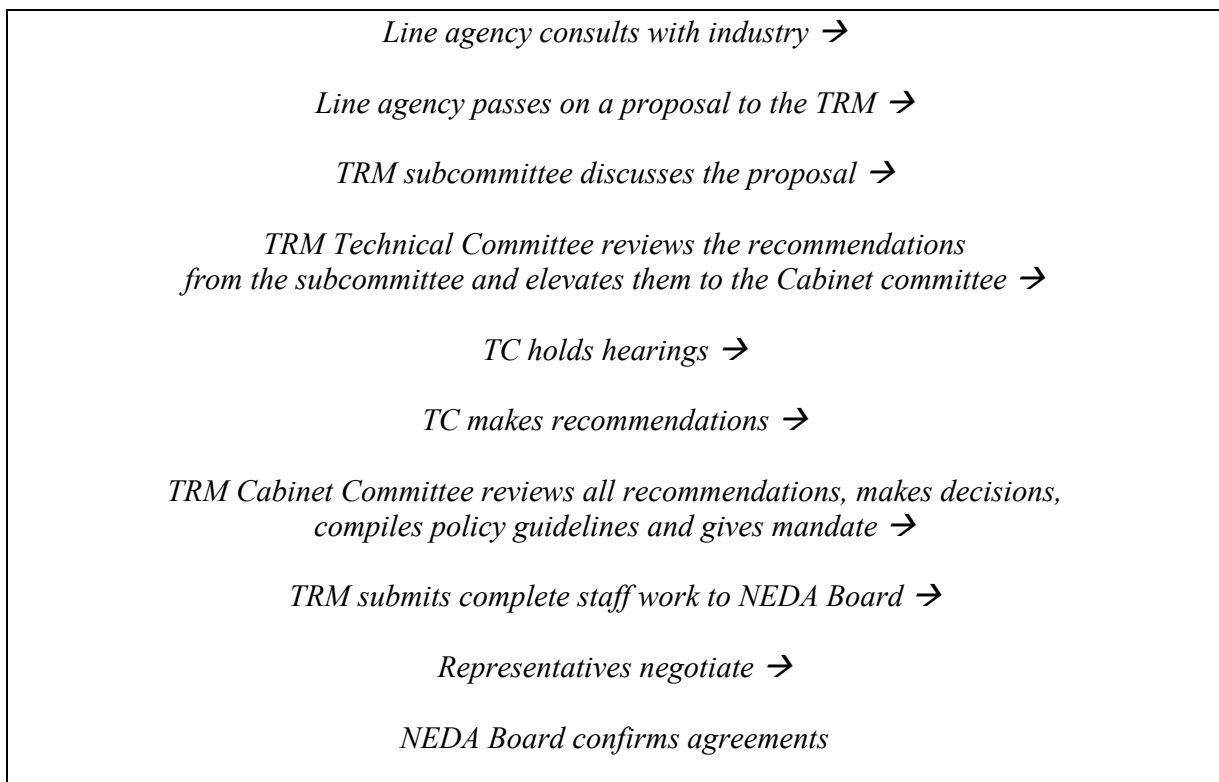 Line agency consults with industry →
Line agency passes on a proposal to the TRM →
TRM subcommittee discusses the proposal →
TRM Technical Committee reviews the recommendations
from the subcommittee and elevates them to the Cabinet committee →
TC holds hearings →
TC makes recommendations →
TRM Cabinet Committee reviews all recommendations, makes decisions,
compiles policy guidelines and gives mandate →
TRM submits complete staff work to NEDA Board →
Representatives negotiate →
NEDA Board confirms agreements